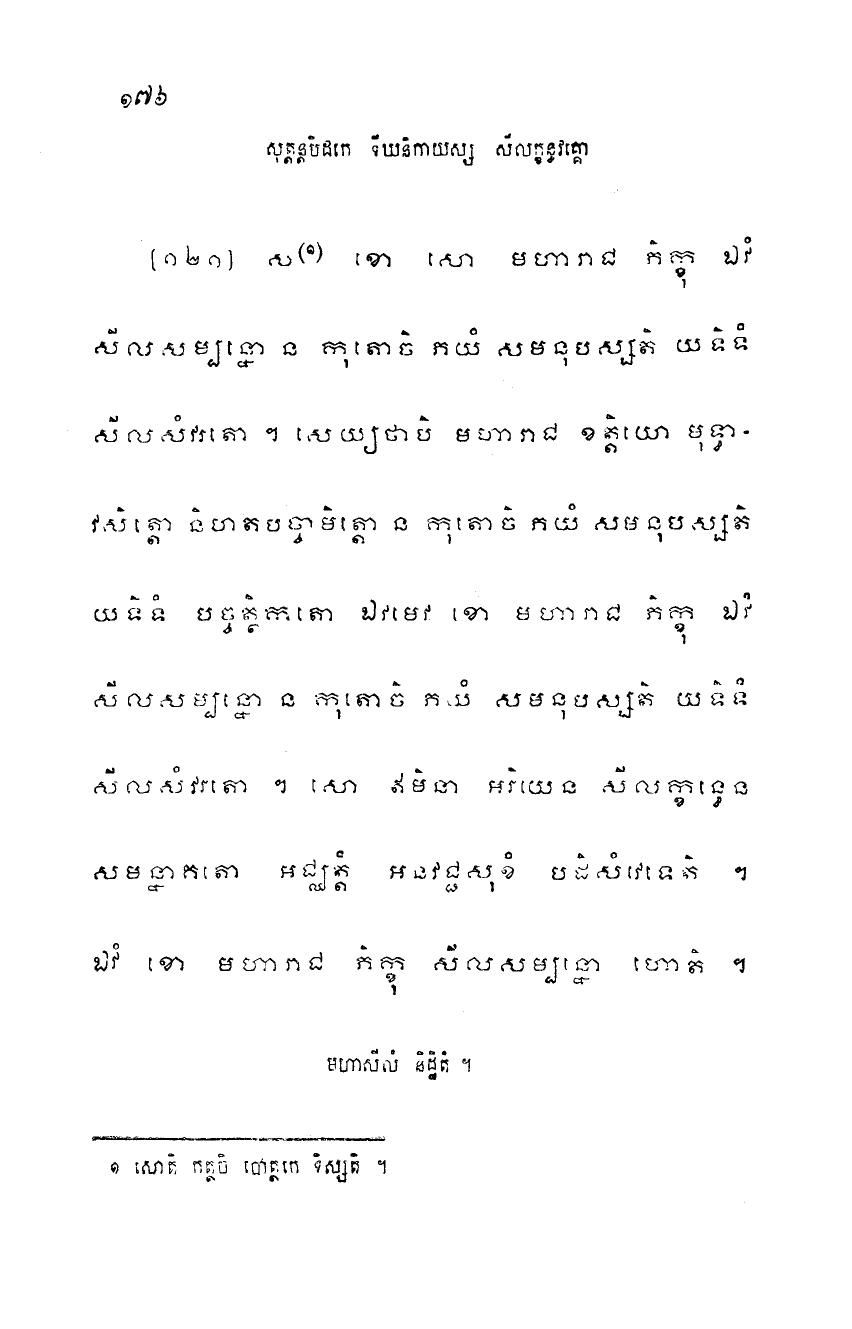 ១៧៦
សុត្តន្តបិដកេ ទីឃនិកាយស្ស សីលក្ខន្ធវគ្គោ
[១២១] ស(១) ខោ សោ មហារាជ ភិក្ខុ ឯវំ
សីលសម្បន្នោ ន កុតោចិ ភយំ សមនុបស្សតិ យទិទំ
សីលសំវរតោ ។ សេយ្យថាបិ មហារាជ ខត្តិយោ មុទ្ធា-
វសិត្តោ និហតបច្ចាមិត្តោ ន កុតោចិ ភយំ សមនុបស្សតិ
យទិទំ បច្ចត្ថិកតោ ឯវមេវ ខោ មហារាជ ភិក្ខុ ឯវំ
សីលសម្បន្នោ ន កុតោចិ ភយំ សមនុបស្សតិ យទិទំ
សីលសំវរតោ ។ សោ ឥមិនា អរិយេន សីលក្ខន្ធេន
សមន្នាគតោ អជ្ឈត្តំ អនវជ្ជសុខំ បដិសំវេទេតិ ។
ឯវំ ខោ មហារាជ ភិក្ខុ សីលសម្បន្នោ ហោតិ ។
មហាសីលំ និដ្ឋិតំ ។
១ សោតិ កត្ថចិ បោត្ថកេ ទិស្សតិ ។